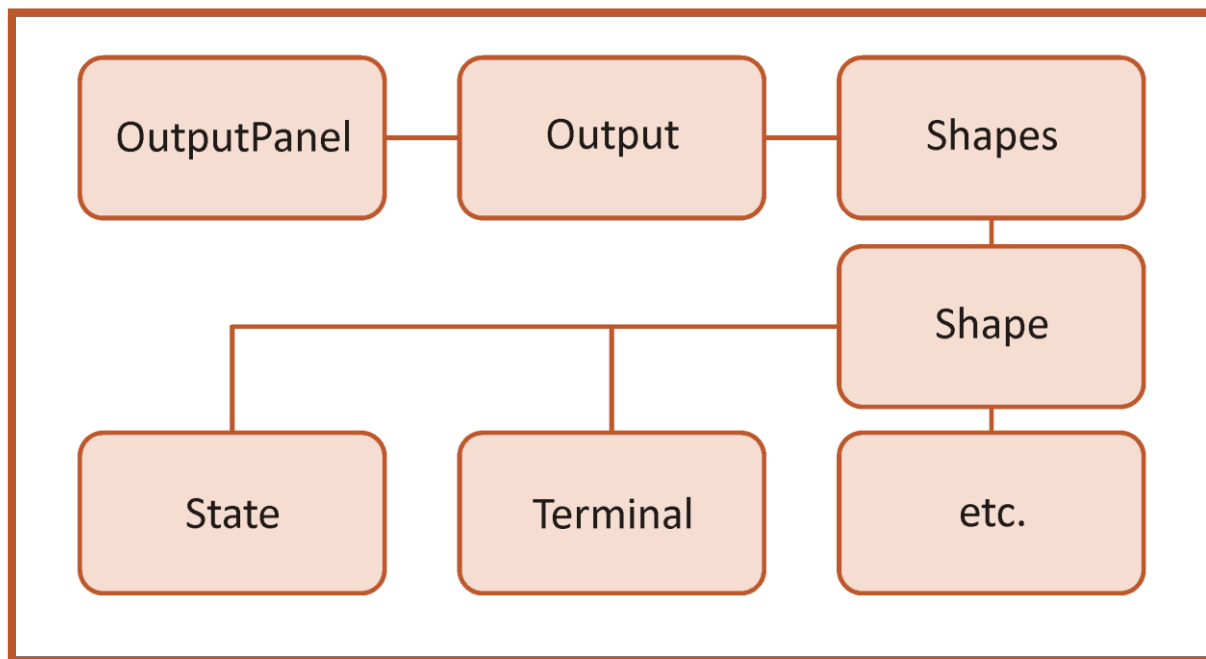 OutputPanel
Output
Shapes
Shape
State
Terminal
etc.